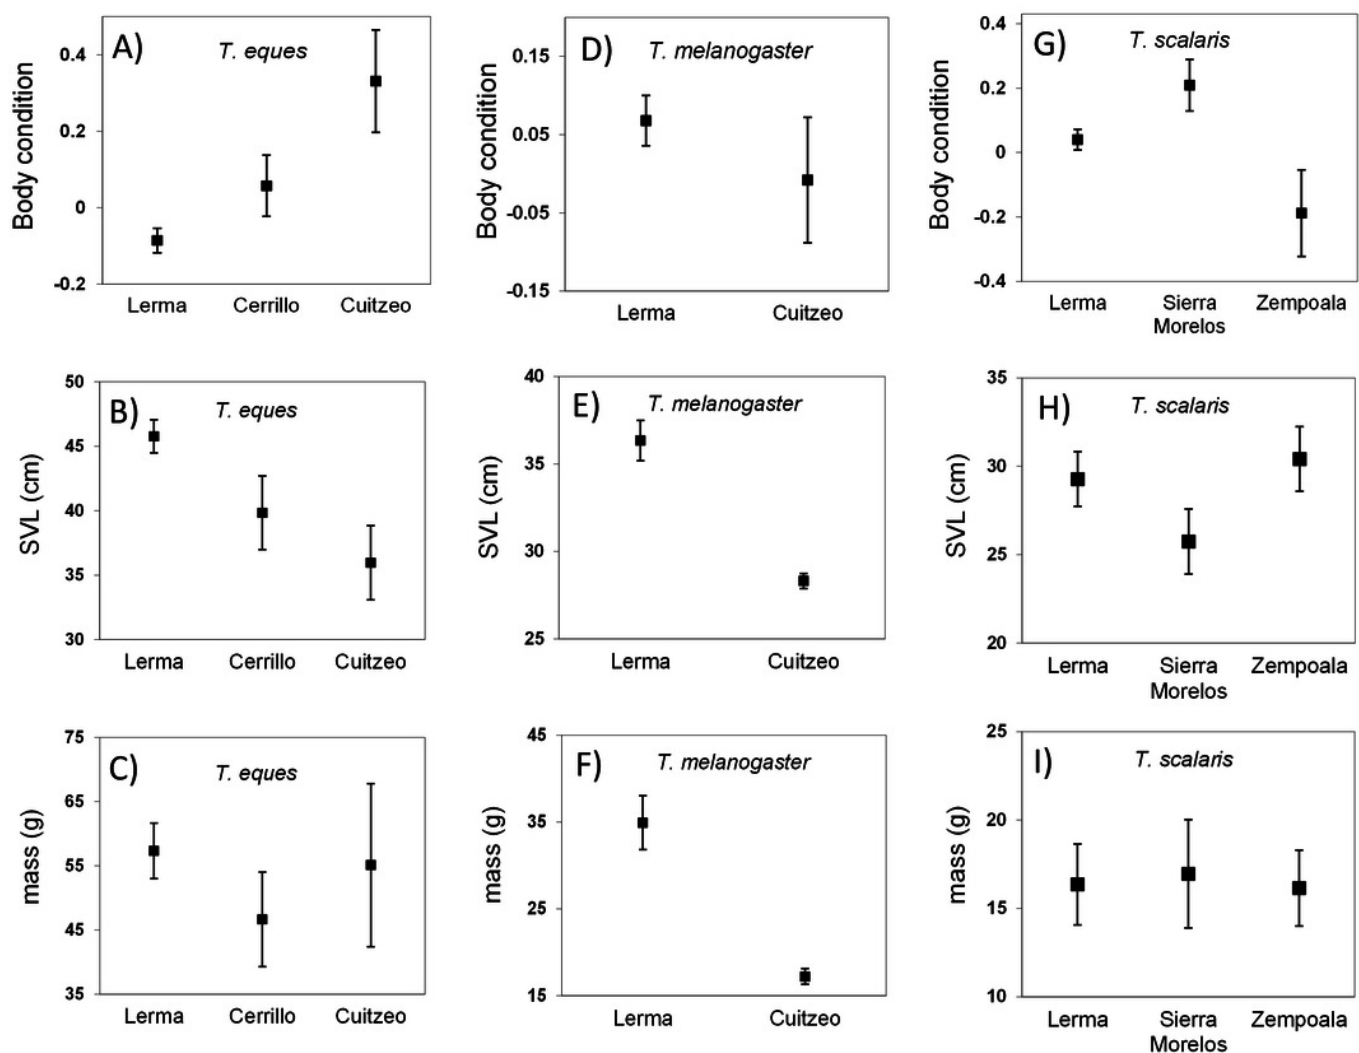 A)
T. eques
Body condition
0.4
0.2
0
-0.2
Lerma
Cerrillo
Cuitzeo
D)
T. melanogaster
Body condition
0.15
0.05
-0.05
-0.15
Lerma
Cuitzeo
G)
T. scalaris
Body condition
0.4
0.2
0
-0.2
-0.4
Lerma
Sierra
Morelos
Zempoala
B)
T. eques
SVL (cm)
50
45
40
35
30
Lerma
Cerrillo
Cuitzeo
E)
T. melanogaster
SVL (cm)
40
35
30
25
Lerma
Cuitzeo
H)
T. scalaris
SVL (cm)
35
30
25
20
Lerma
Sierra
Morelos
Zempoala
C)
T. eques
mass (g)
75
65
55
45
35
Lerma
Cerrillo
Cuitzeo
F)
T. melanogaster
mass (g)
45
35
25
15
Lerma
Cuitzeo
I)
T. scalaris
mass (g)
25
20
15
10
Lerma
Sierra
Morelos
Zempoala